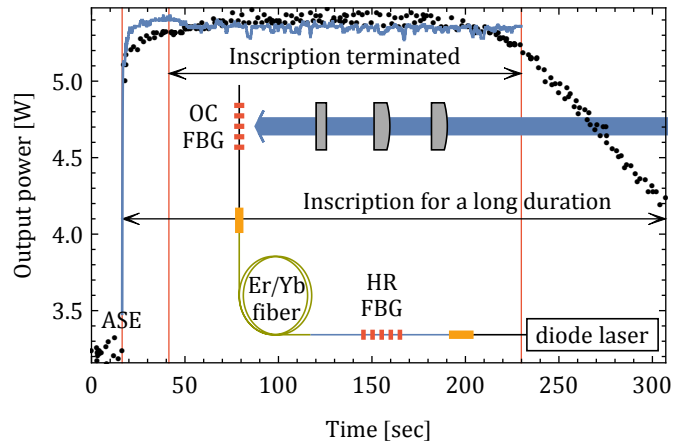 Output power [W]
5.0
4.5
4.0
3.5
Inscription terminated
OC
FBG
Inscription for a long duration
Er/Yb
fiber
HR
FBG
ASE
diode laser
0
50
100
150
200
250
300
Time [sec]